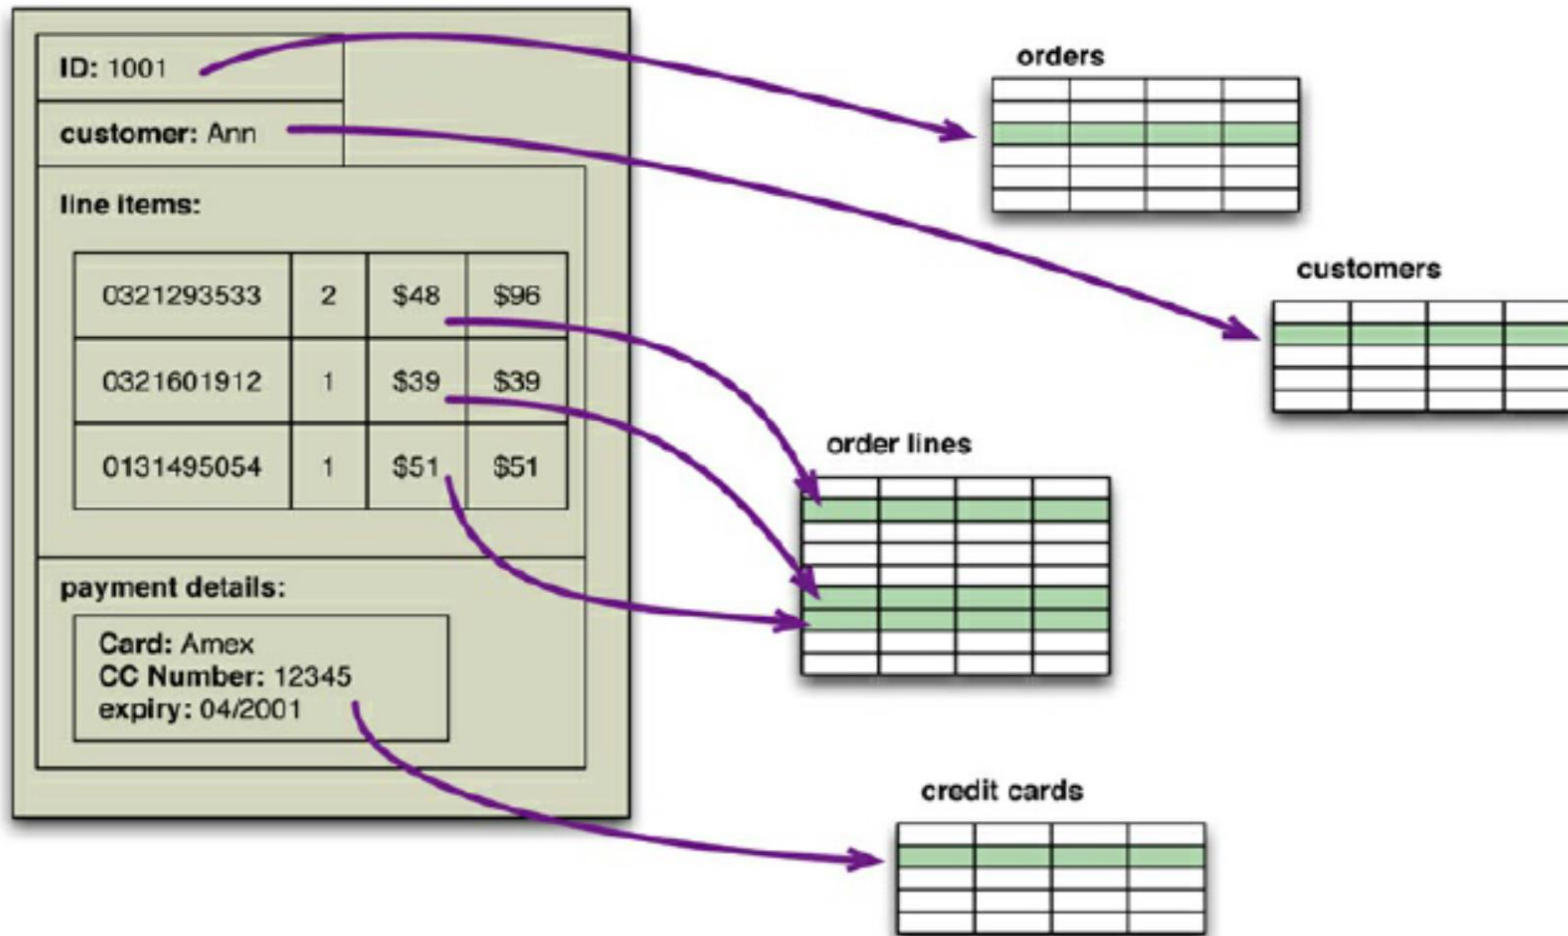 ID: 1001
customer: Ann
line items:
0321293533 2 $48 $96
0321601912 1 $39 $39
0131495054 1 $51 $51
payment details:
Card: Amex
CC Number: 12345
expiry: 04/2001
orders
customers
order lines
credit cards